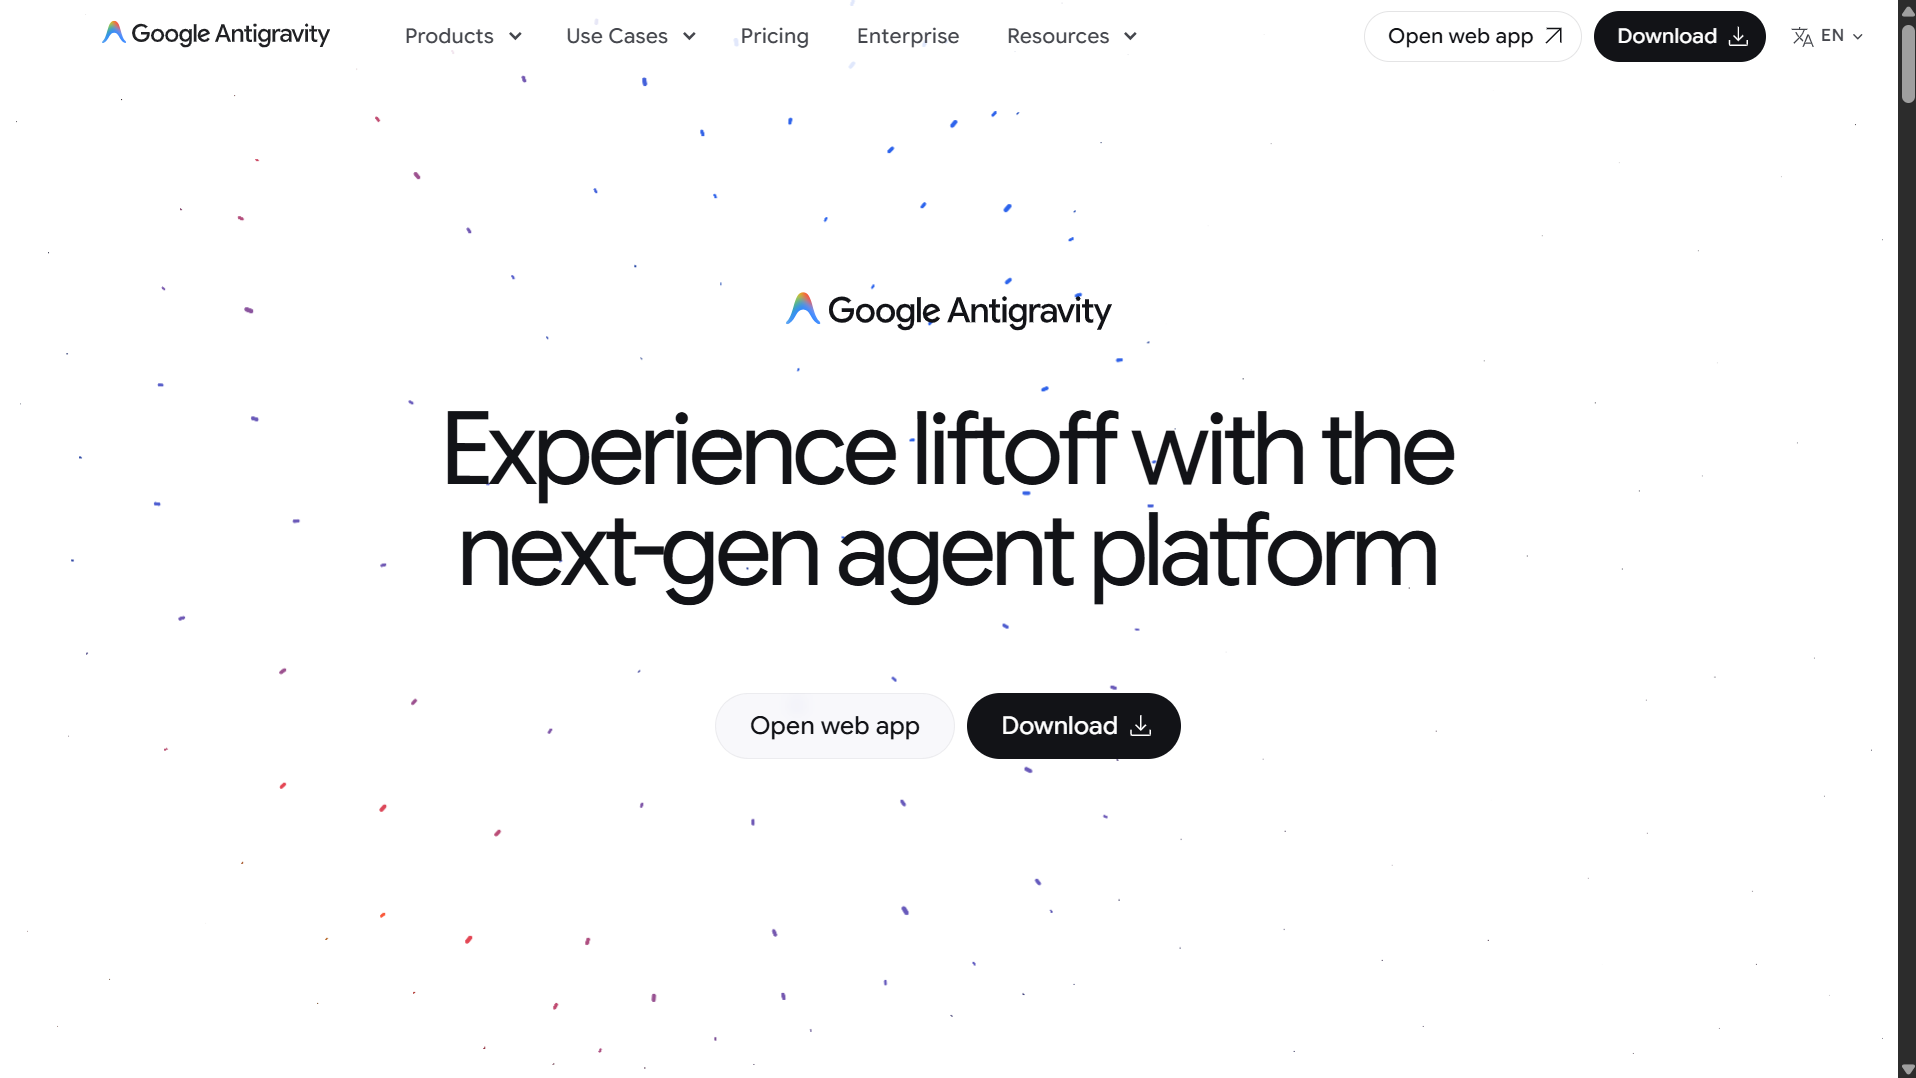 Google Antigravity
Products
Use Cases
Pricing
Enterprise
Resources
Open web app
Download
EN
Google Antigravity
Experience liftoff with the
next-gen agent platform
Open web app
Download